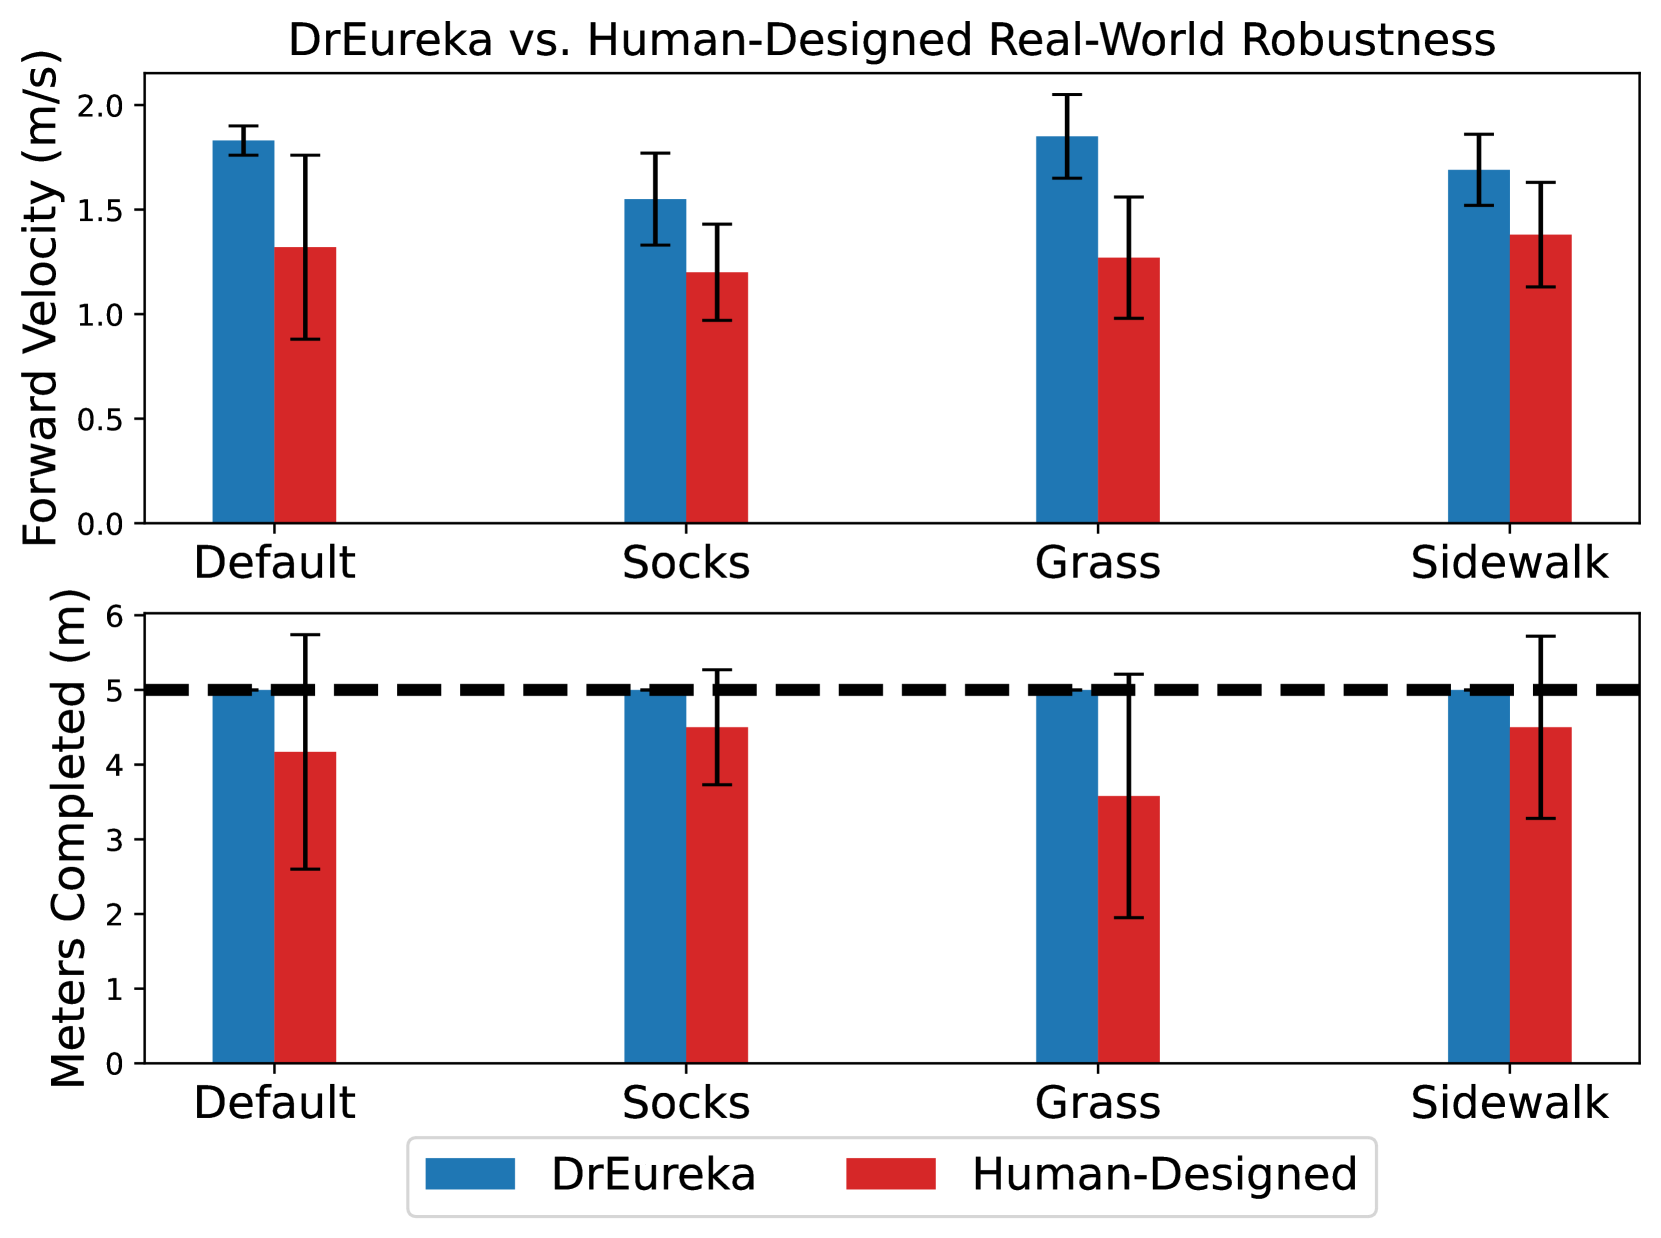 DrEureka vs. Human-Designed Real-World Robustness
Forward Velocity (m/s)
2.0
1.5
1.0
0.5
0.0
Default Socks Grass Sidewalk
Meters Completed (m)
6
5
4
3
2
1
0
Default Socks Grass Sidewalk
DrEureka Human-Designed